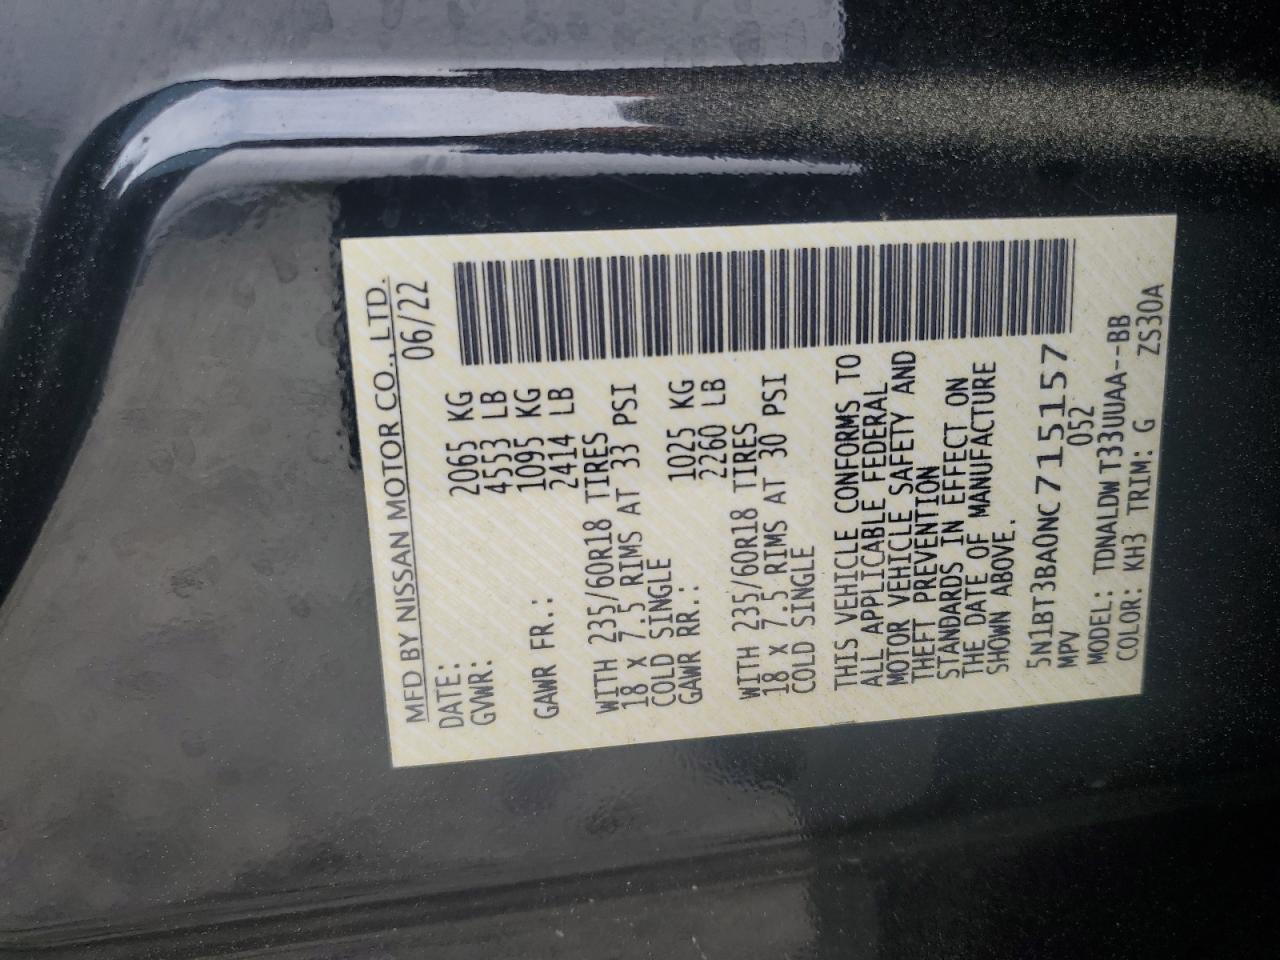 MFD BY NISSAN MOTOR CO., LTD.
DATE: 06/22
GVWR: 2065 KG
4533 LB
GAWR FR.: 1095 KG
2414 LB
WITH 235/60R18 TIRES
18 X 7.5 RIMS AT 33 PSI
COLD SINGLE
GAWR RR.: 1025 KG
2260 LB
WITH 235/60R18 TIRES
18 X 7.5 RIMS AT 30 PSI
COLD SINGLE
THIS VEHICLE CONFORMS TO
ALL APPLICABLE FEDERAL
MOTOR VEHICLE SAFETY AND
THEFT PREVENTION
STANDARDS IN EFFECT ON
THE DATE OF MANUFACTURE
SHOWN ABOVE.
5N1BT3BA0NC715157
MPV 052
MODEL: TDNALDWT33UUAA--BB
COLOR: KH3 TRIM: G ZS30A